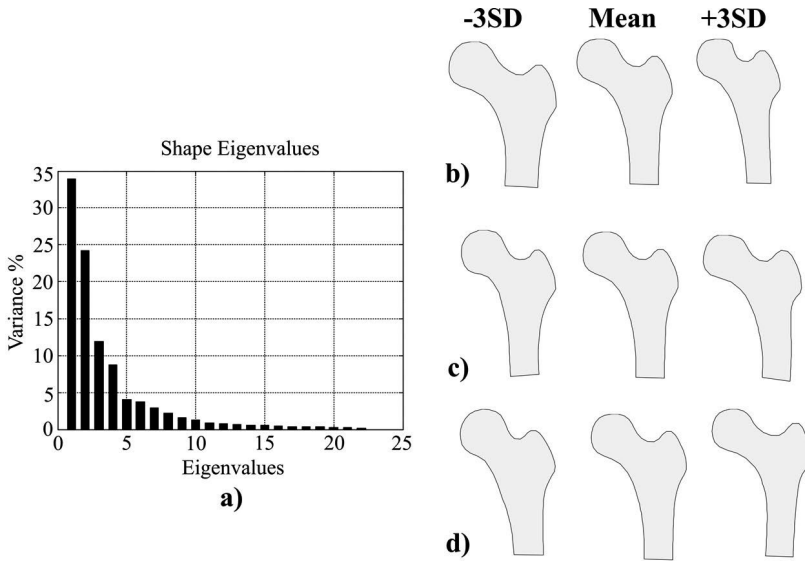 -3SD Mean +3SD
b)
Shape Eigenvalues
35
30
25
20
15
10
5
0
Variance %
0 5 10 15 20 25
Eigenvalues
a)
c)
d)